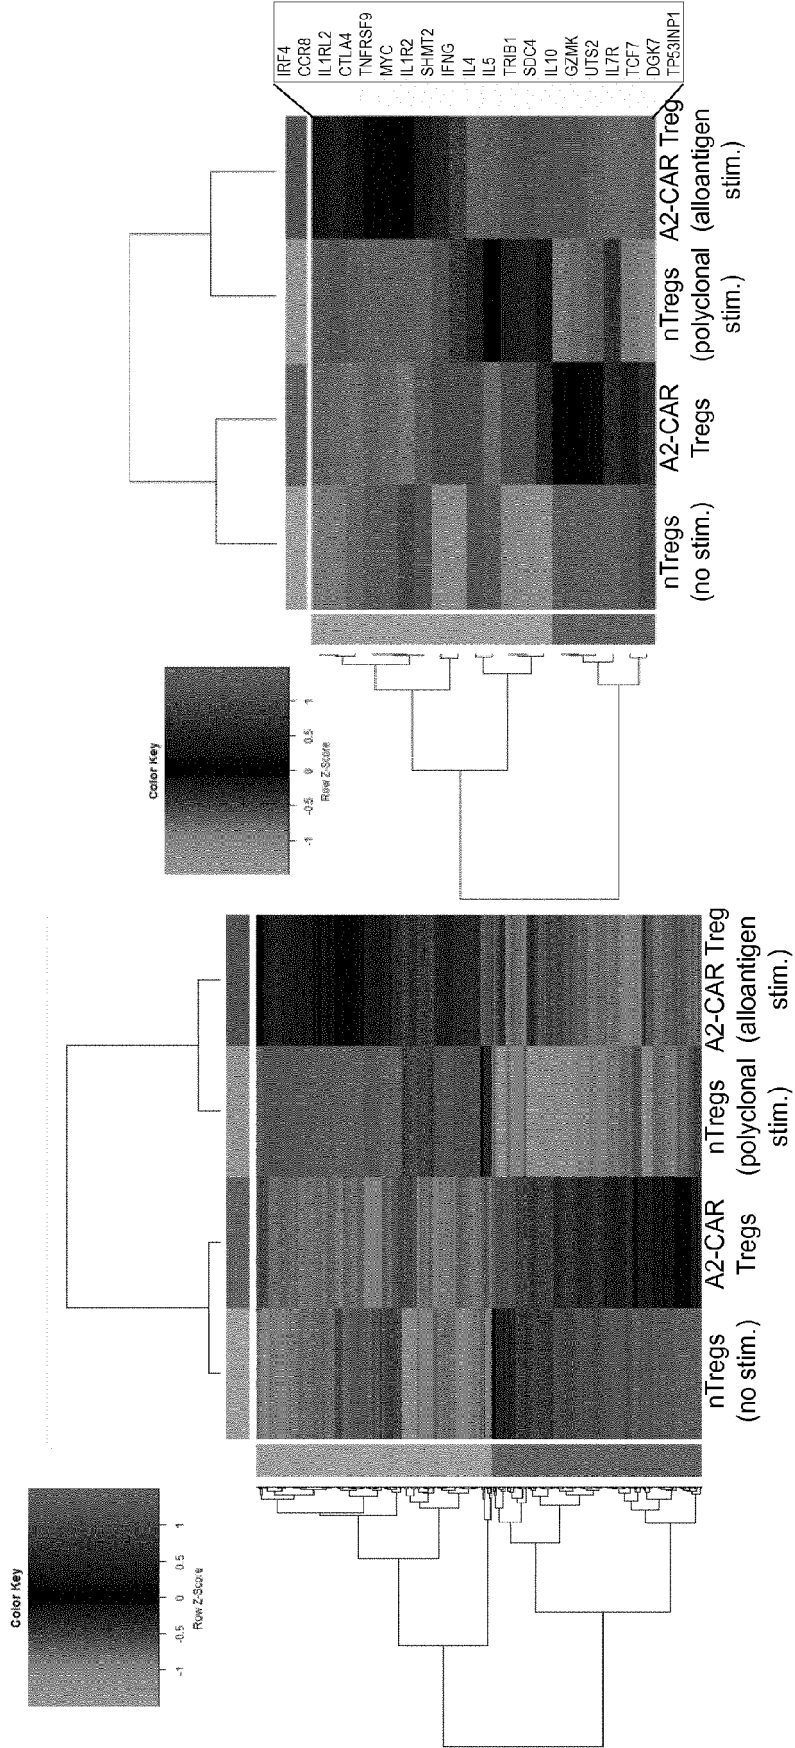 IRF4
CCR8
IL1RL2
CTLA4
TNFRSF9
MYC
IL1R2
SHMT2
IFNG
IL4
IL5
TRIB1
SDC4
IL10
GZMK
UTS2
IL7R
TCF7
DGK7
TP53INP1
Color Key
-1 -0.5 0 0.5 1
Row Z-Score
nTregs
(no stim.)
A2-CAR
Tregs
nTregs
(polyclonal
stim.)
A2-CAR Treg
(alloantigen
stim.)
Color Key
-1 -0.5 0 0.5 1
Row Z-Score
nTregs
(no stim.)
A2-CAR
Tregs
nTregs
(polyclonal
stim.)
A2-CAR Treg
(alloantigen
stim.)